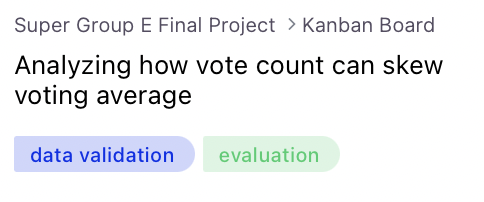 Super Group E Final Project > Kanban Board
Analyzing how vote count can skew
voting average
data validation
evaluation